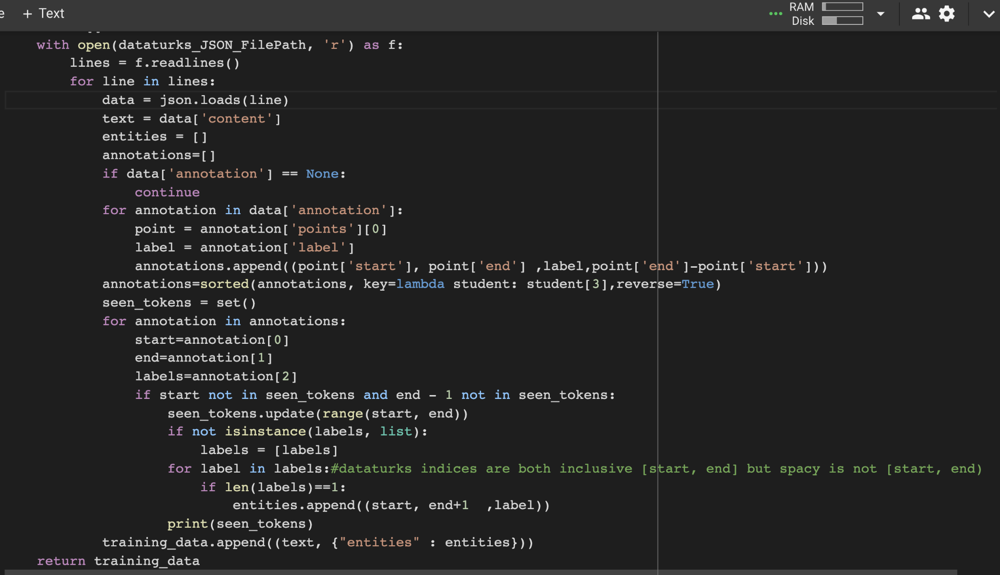 e + Text
RAM
Disk
with open(dataturks_JSON_FilePath, 'r') as f:
    lines = f.readlines()
    for line in lines:
        data = json.loads(line)
        text = data['content']
        entities = []
        annotations=[]
        if data['annotation'] == None:
            continue
        for annotation in data['annotation']:
            point = annotation['points'][0]
            label = annotation['label']
            annotations.append((point['start'], point['end'] ,label,point['end']-point['start']))
        annotations=sorted(annotations, key=lambda student: student[3],reverse=True)
        seen_tokens = set()
        for annotation in annotations:
            start=annotation[0]
            end=annotation[1]
            labels=annotation[2]
            if start not in seen_tokens and end - 1 not in seen_tokens:
                seen_tokens.update(range(start, end))
                if not isinstance(labels, list):
                    labels = [labels]
                for label in labels:#dataturks indices are both inclusive [start, end] but spacy is not [start, end)
                    if len(labels)==1:
                        entities.append((start, end+1  ,label))
                print(seen_tokens)
        training_data.append((text, {"entities" : entities}))
return training_data